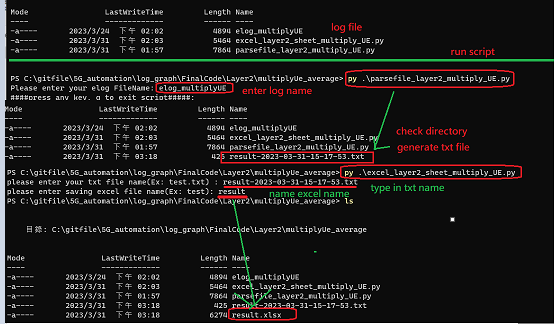 Mode LastWriteTime Length Name
---- ------------- ------ ----
-a---- 2023/3/24 下午 02:02 4894 elog_multiplyUE
log file
-a---- 2023/3/31 下午 02:03 5464 excel_layer2_sheet_multiply_UE.py
-a---- 2023/3/31 下午 01:57 7864 parsefile_layer2_multiply_UE.py
run script
PS C:\gitfile\5G_automation\log_graph\FinalCode\Layer2\multiplyUe_average> py .\parsefile_layer2_multiply_UE.py
Please enter your elog FileName: elog_multiplyUE
enter log name
####press any key. q to exit script#####:
Mode LastWriteTime Length Name
---- ------------- ------ ----
-a---- 2023/3/24 下午 02:02 4894 elog_multiplyUE
check directory
-a---- 2023/3/31 下午 02:03 5464 excel_layer2_sheet_multiply_UE.py
-a---- 2023/3/31 下午 01:57 7864 parsefile_layer2_multiply_UE.py
generate txt file
-a---- 2023/3/31 下午 03:18 425 result-2023-03-31-15-17-53.txt
PS C:\gitfile\5G_automation\log_graph\FinalCode\Layer2\multiplyUe_average> py .\excel_layer2_sheet_multiply_UE.py
please enter your txt file name(Ex: test.txt) : result-2023-03-31-15-17-53.txt
type in txt name
please enter saving excel file name(Ex: test): result
name excel name
PS C:\gitfile\5G_automation\log_graph\FinalCode\Layer2\multiplyUe_average> ls
目錄: C:\gitfile\5G_automation\log_graph\FinalCode\Layer2\multiplyUe_average
Mode LastWriteTime Length Name
---- ------------- ------ ----
-a---- 2023/3/24 下午 02:02 4894 elog_multiplyUE
-a---- 2023/3/31 下午 02:03 5464 excel_layer2_sheet_multiply_UE.py
-a---- 2023/3/31 下午 01:57 7864 parsefile_layer2_multiply_UE.py
-a---- 2023/3/31 下午 03:18 425 result-2023-03-31-15-17-53.txt
-a---- 2023/3/31 下午 03:18 6274 result.xlsx